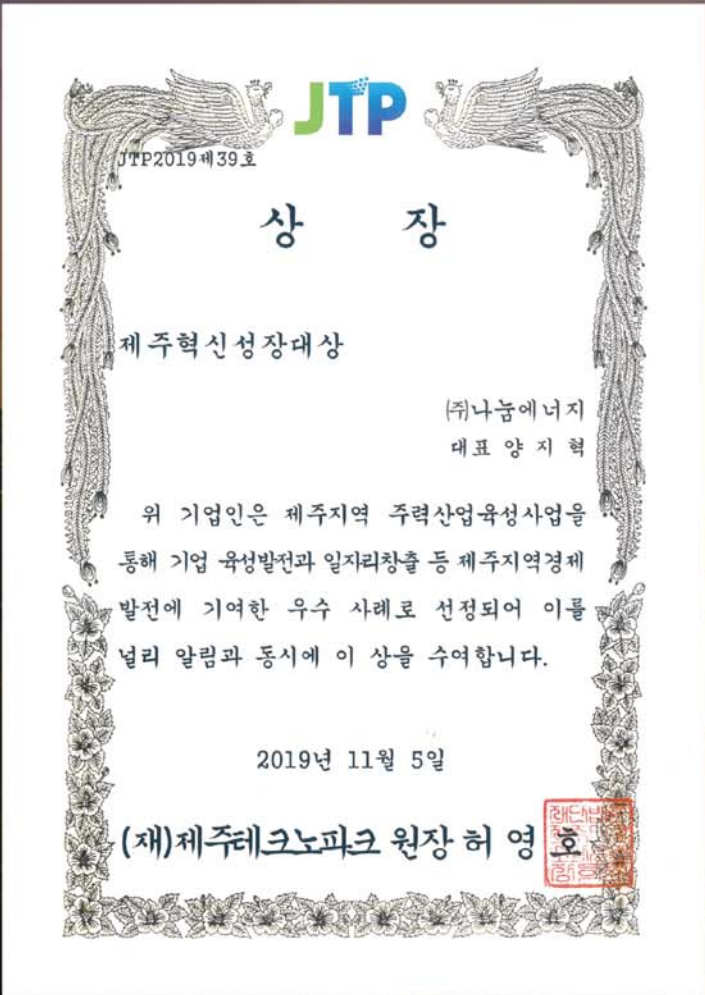 JTP
JTP2019제39호
상 장
제주혁신성장대상
㈜나눔에너지
대표 양 지 혁
위 기업인은 제주지역 주력산업육성사업을
통해 기업 육성발전과 일자리창출 등 제주지역경제
발전에 기여한 우수 사례로 선정되어 이를
널리 알림과 동시에 이 상을 수여합니다.
2019년 11월 5일
(재)제주테크노파크 원장 허 영 호